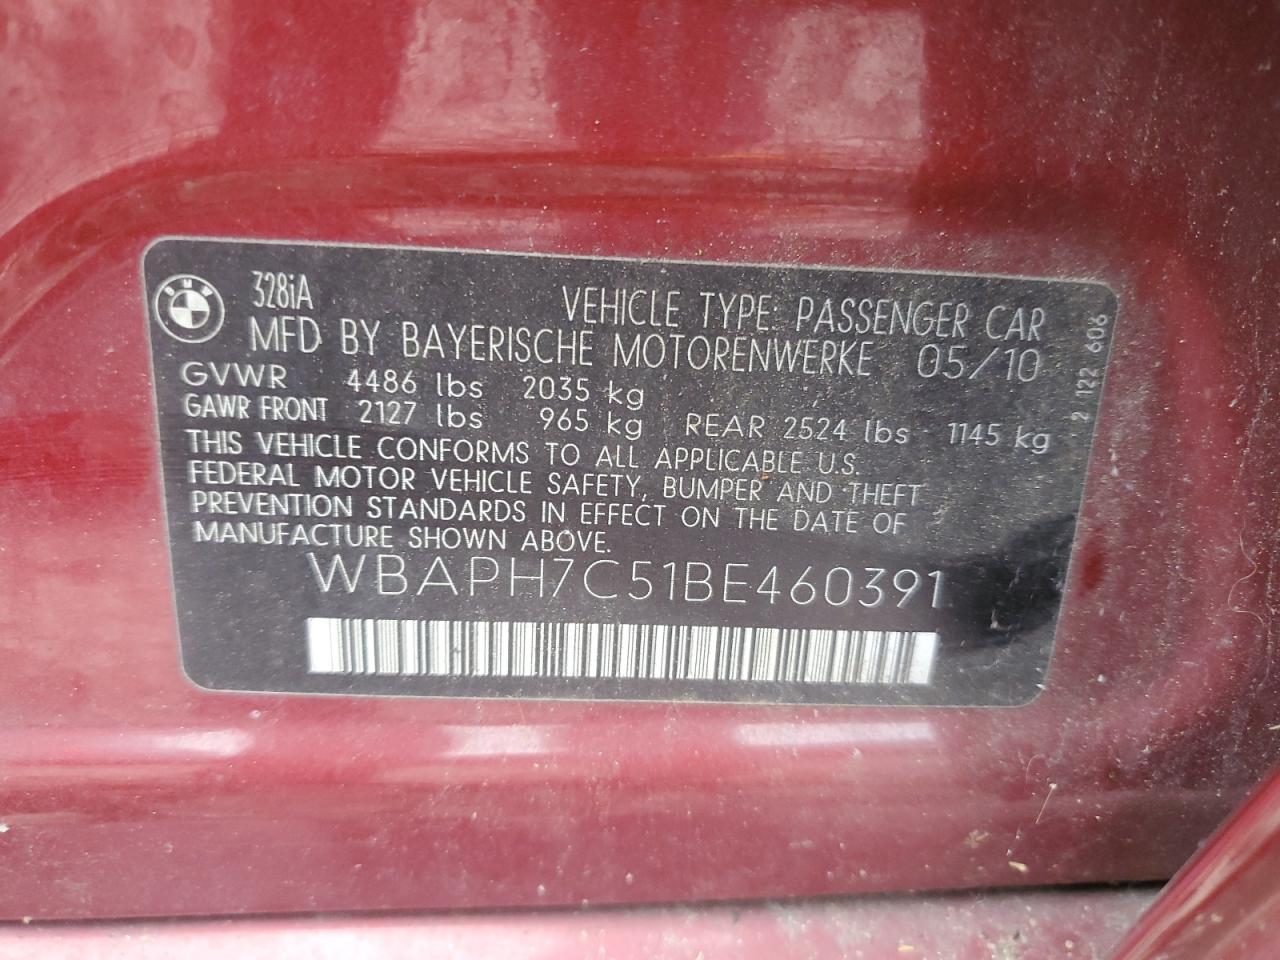 BMW
328iA
VEHICLE TYPE: PASSENGER CAR
MFD BY BAYERISCHE MOTORENWERKE 05/10
GVWR 4486 lbs 2035 kg
GAWR FRONT 2127 lbs 965 kg REAR 2524 lbs 1145 kg
THIS VEHICLE CONFORMS TO ALL APPLICABLE U.S.
FEDERAL MOTOR VEHICLE SAFETY, BUMPER AND THEFT
PREVENTION STANDARDS IN EFFECT ON THE DATE OF
MANUFACTURE SHOWN ABOVE.
WBAPH7C51BE460391
2 122 606